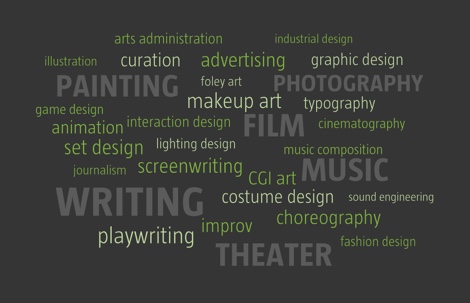 arts administration
industrial design
illustration
curation
advertising
graphic design
PAINTING
foley art
PHOTOGRAPHY
makeup art
typography
game design
animation
interaction design
FILM
cinematography
set design
lighting design
music composition
journalism
screenwriting
CGI art
MUSIC
WRITING
costume design
sound engineering
playwriting
improv
choreography
THEATER
fashion design